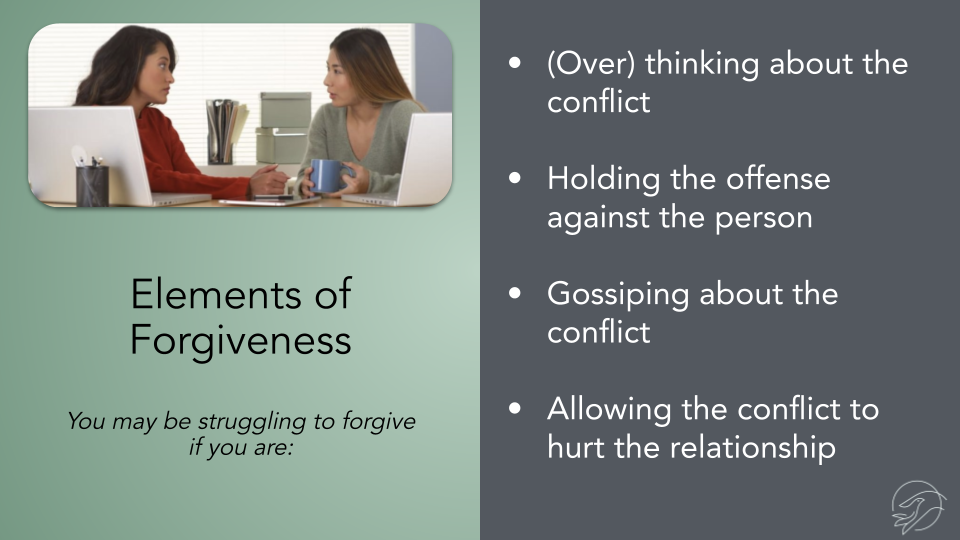 Elements of
Forgiveness
You may be struggling to forgive
if you are:
• (Over) thinking about the
conflict
• Holding the offense
against the person
• Gossiping about the
conflict
• Allowing the conflict to
hurt the relationship